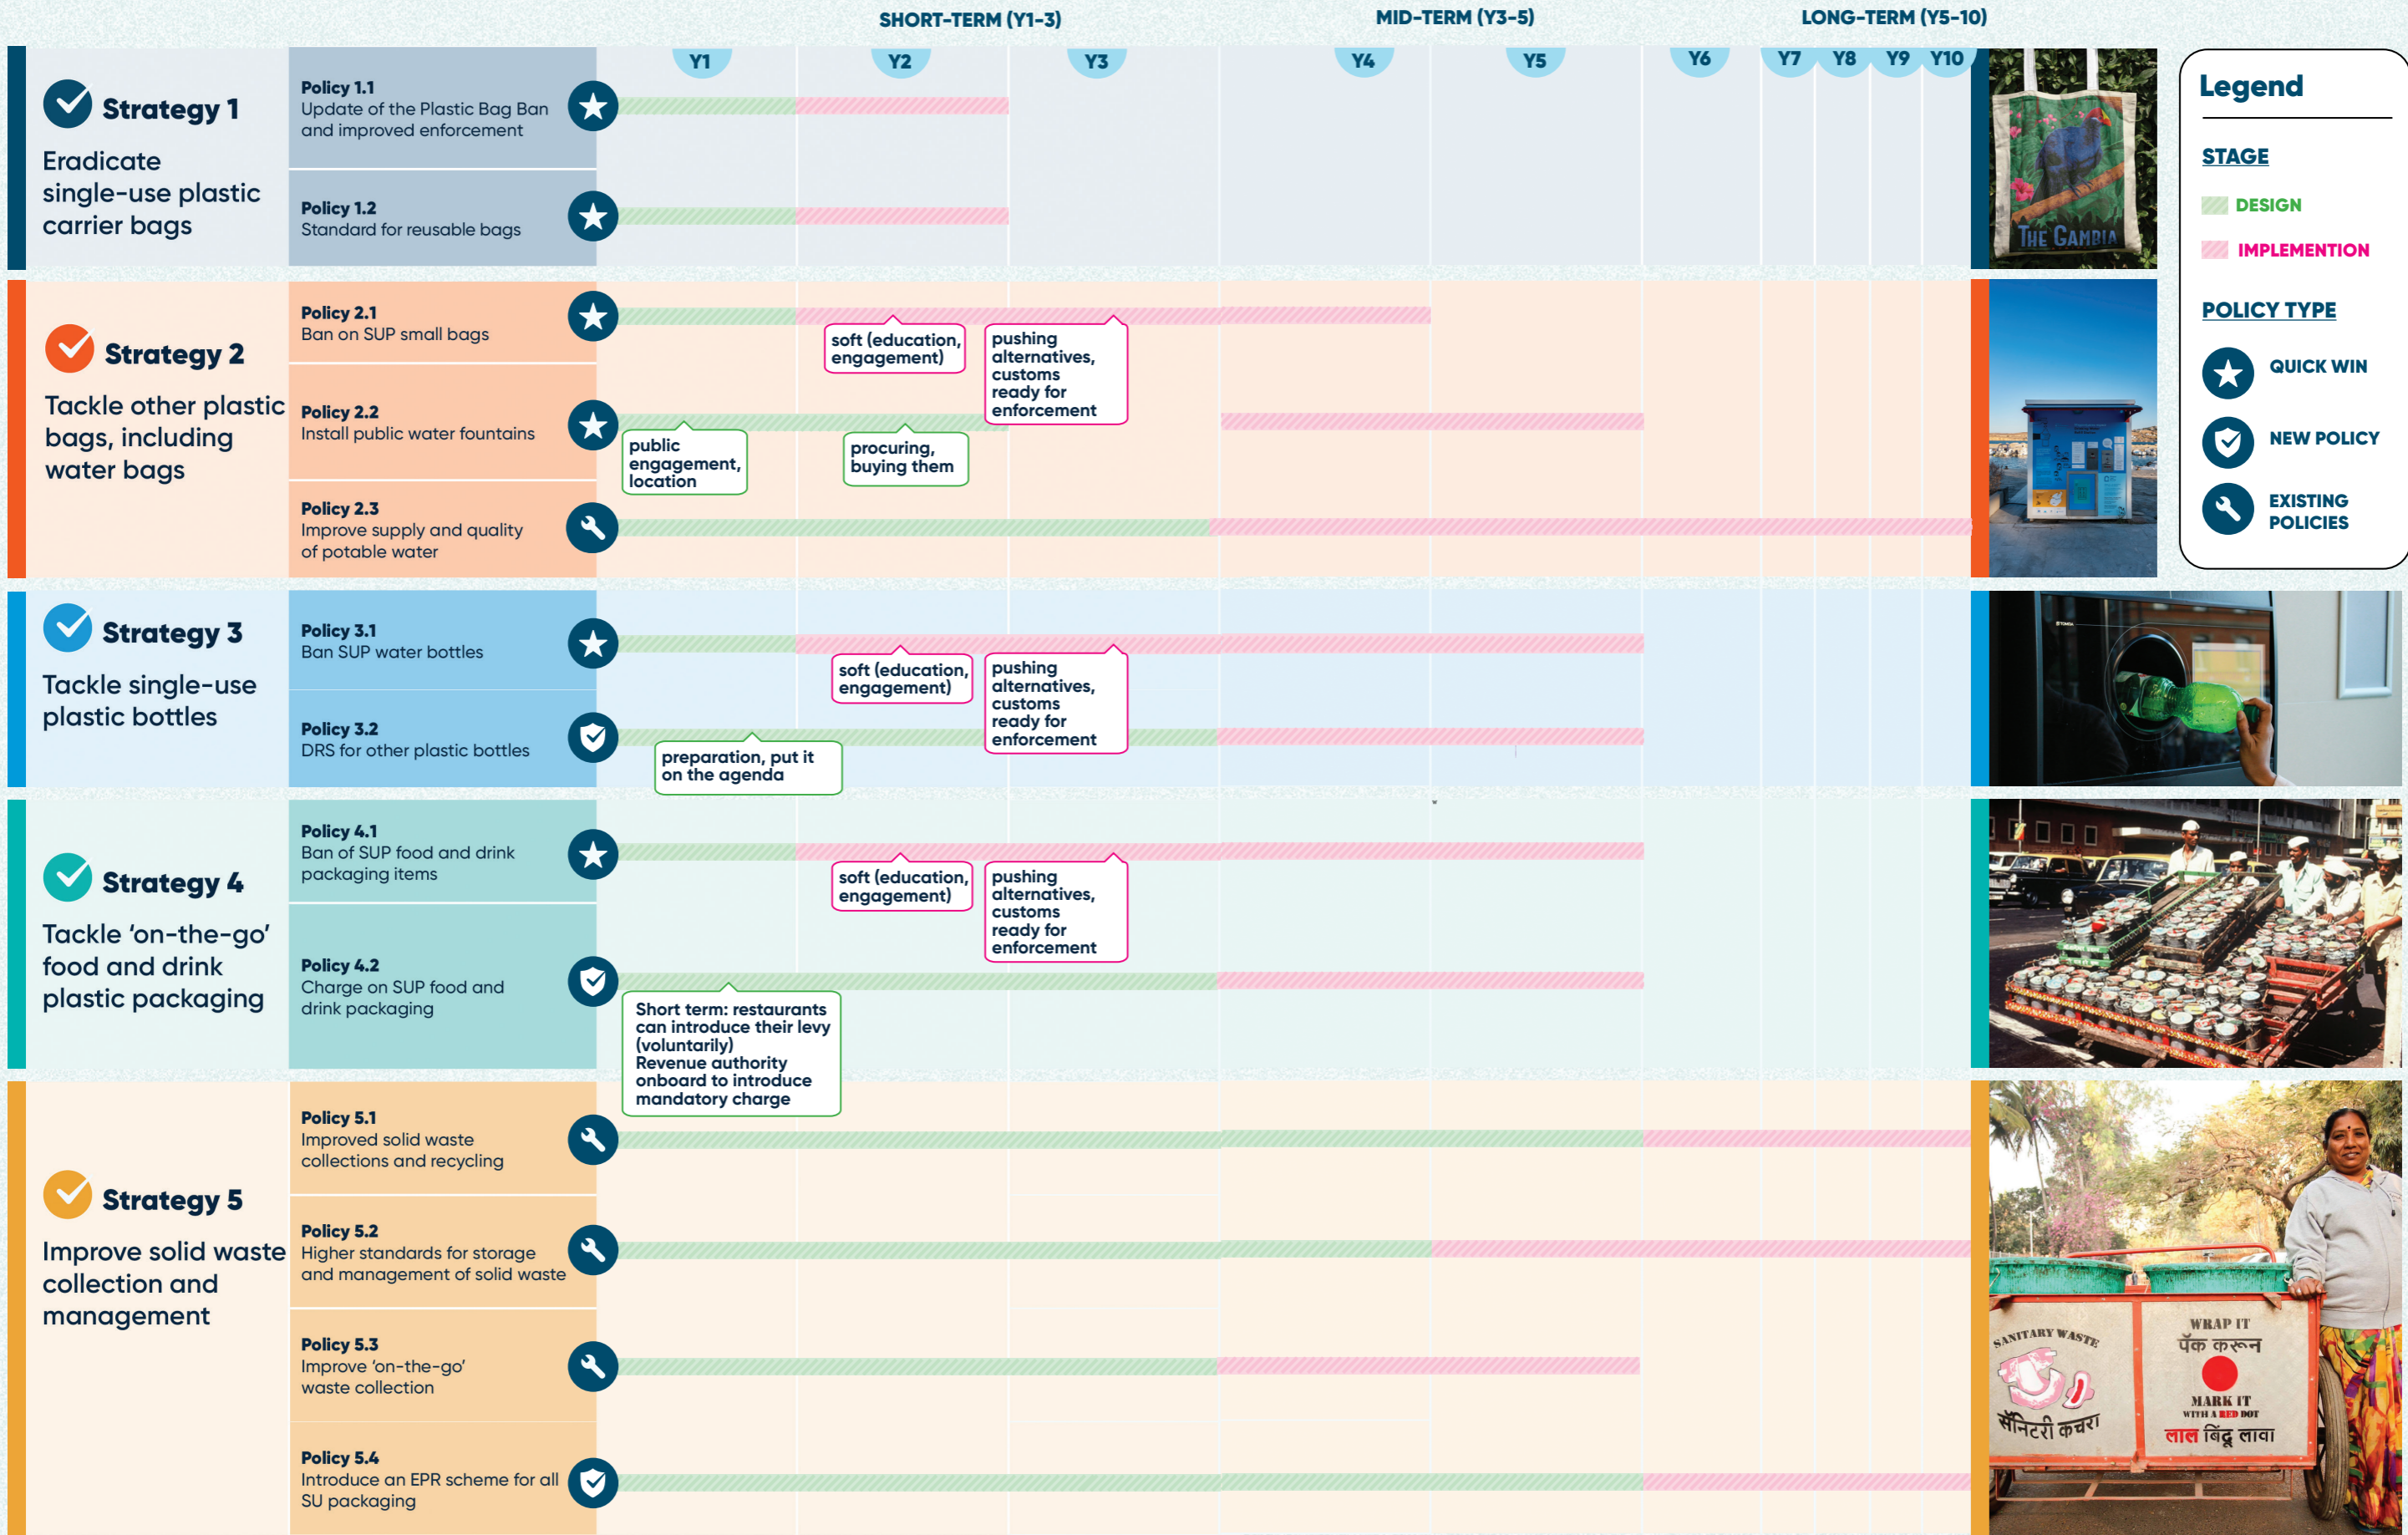 SHORT-TERM (Y1-3)
MID-TERM (Y3-5)
LONG-TERM (Y5-10)
Y1
Y2
Y3
Y4
Y5
Y6
Y7
Y8
Y9
Y10
Strategy 1
Eradicate
single-use plastic
carrier bags
Policy 1.1
Update of the Plastic Bag Ban
and improved enforcement
Policy 1.2
Standard for reusable bags
THE GAMBIA
Strategy 2
Tackle other plastic
bags, including
water bags
Policy 2.1
Ban on SUP small bags
soft (education,
engagement)
pushing
alternatives,
customs
ready for
enforcement
Policy 2.2
Install public water fountains
public
engagement,
location
procuring,
buying them
Policy 2.3
Improve supply and quality
of potable water
Strategy 3
Tackle single-use
plastic bottles
Policy 3.1
Ban SUP water bottles
soft (education,
engagement)
pushing
alternatives,
customs
ready for
enforcement
Policy 3.2
DRS for other plastic bottles
preparation, put it
on the agenda
TOMRA
Strategy 4
Tackle ‘on-the-go’
food and drink
plastic packaging
Policy 4.1
Ban of SUP food and drink
packaging items
soft (education,
engagement)
pushing
alternatives,
customs
ready for
enforcement
Policy 4.2
Charge on SUP food and
drink packaging
Short term: restaurants
can introduce their levy
(voluntarily)
Revenue authority
onboard to introduce
mandatory charge
Strategy 5
Improve solid waste
collection and
management
Policy 5.1
Improved solid waste
collections and recycling
Policy 5.2
Higher standards for storage
and management of solid waste
Policy 5.3
Improve ‘on-the-go’
waste collection
Policy 5.4
Introduce an EPR scheme for all
SU packaging
SANITARY WASTE
सॅनिटरी कचरा
WRAP IT
पॅक करून
MARK IT
WITH A RED DOT
लाल बिंदू लावा
Legend
STAGE
DESIGN
IMPLEMENTION
POLICY TYPE
QUICK WIN
NEW POLICY
EXISTING
POLICIES